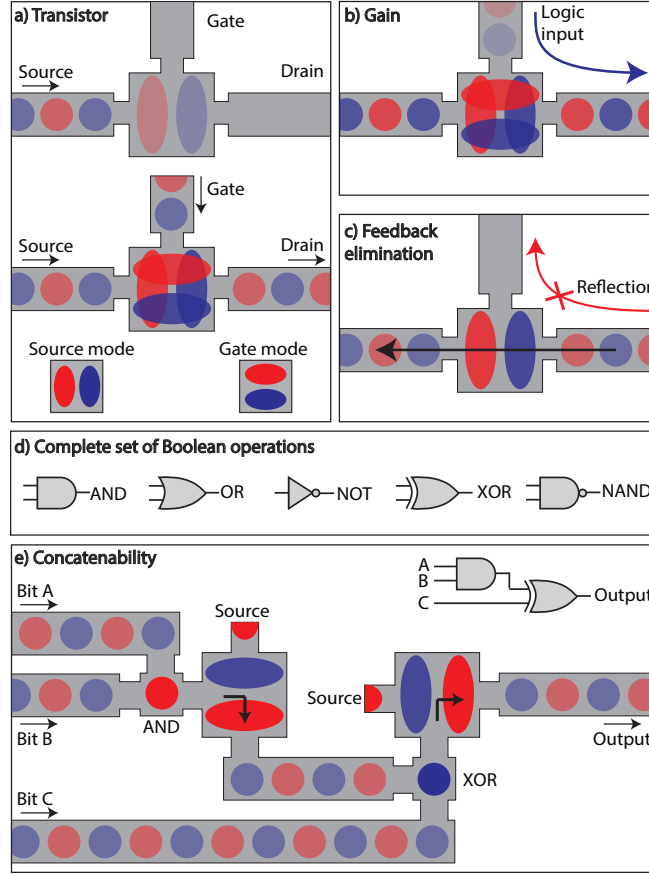 a) Transistor
Gate
Source
Drain
Gate
Source
Drain
Source mode
Gate mode
b) Gain
Logic
input
c) Feedback
elimination
Reflection
d) Complete set of Boolean operations
AND
OR
NOT
XOR
NAND
e) Concatenability
Bit A
Source
A
B
C
Output
Source
AND
Bit B
Output
XOR
Bit C